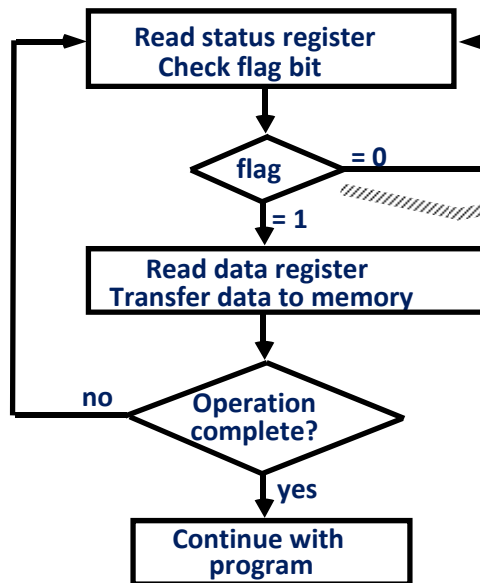 Read status register
Check flag bit
flag
= 0
= 1
Read data register
Transfer data to memory
no
Operation
complete?
yes
Continue with
program